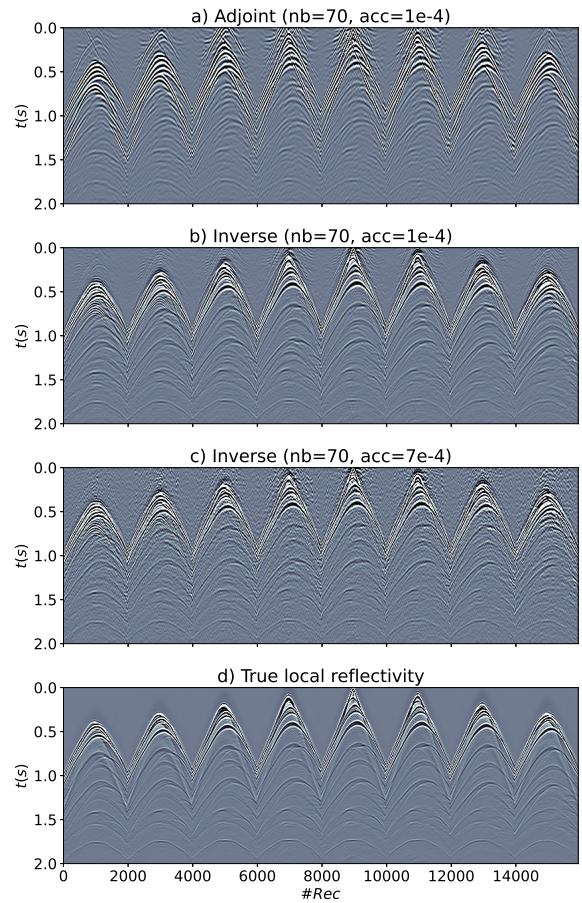 a) Adjoint (nb=70, acc=1e-4)
0.0
0.5
1.0
1.5
2.0
t(s)
b) Inverse (nb=70, acc=1e-4)
0.0
0.5
1.0
1.5
2.0
t(s)
c) Inverse (nb=70, acc=7e-4)
0.0
0.5
1.0
1.5
2.0
t(s)
d) True local reflectivity
0.0
0.5
1.0
1.5
2.0
t(s)
0 2000 4000 6000 8000 10000 12000 14000
#Rec